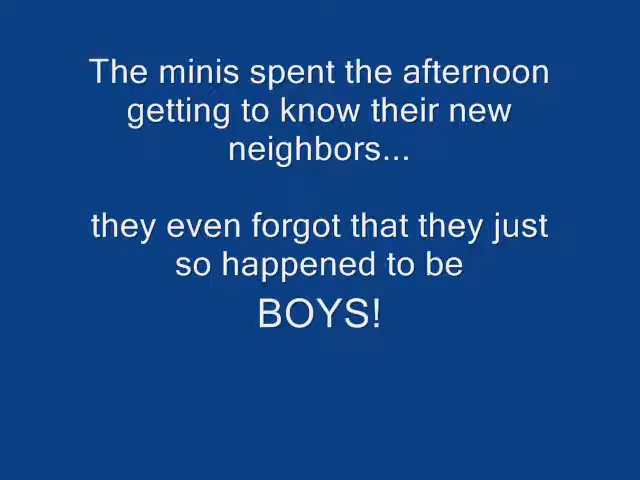 The minis spent the afternoon
getting to know their new
neighbors...
they even forgot that they just
so happened to be
BOYS!